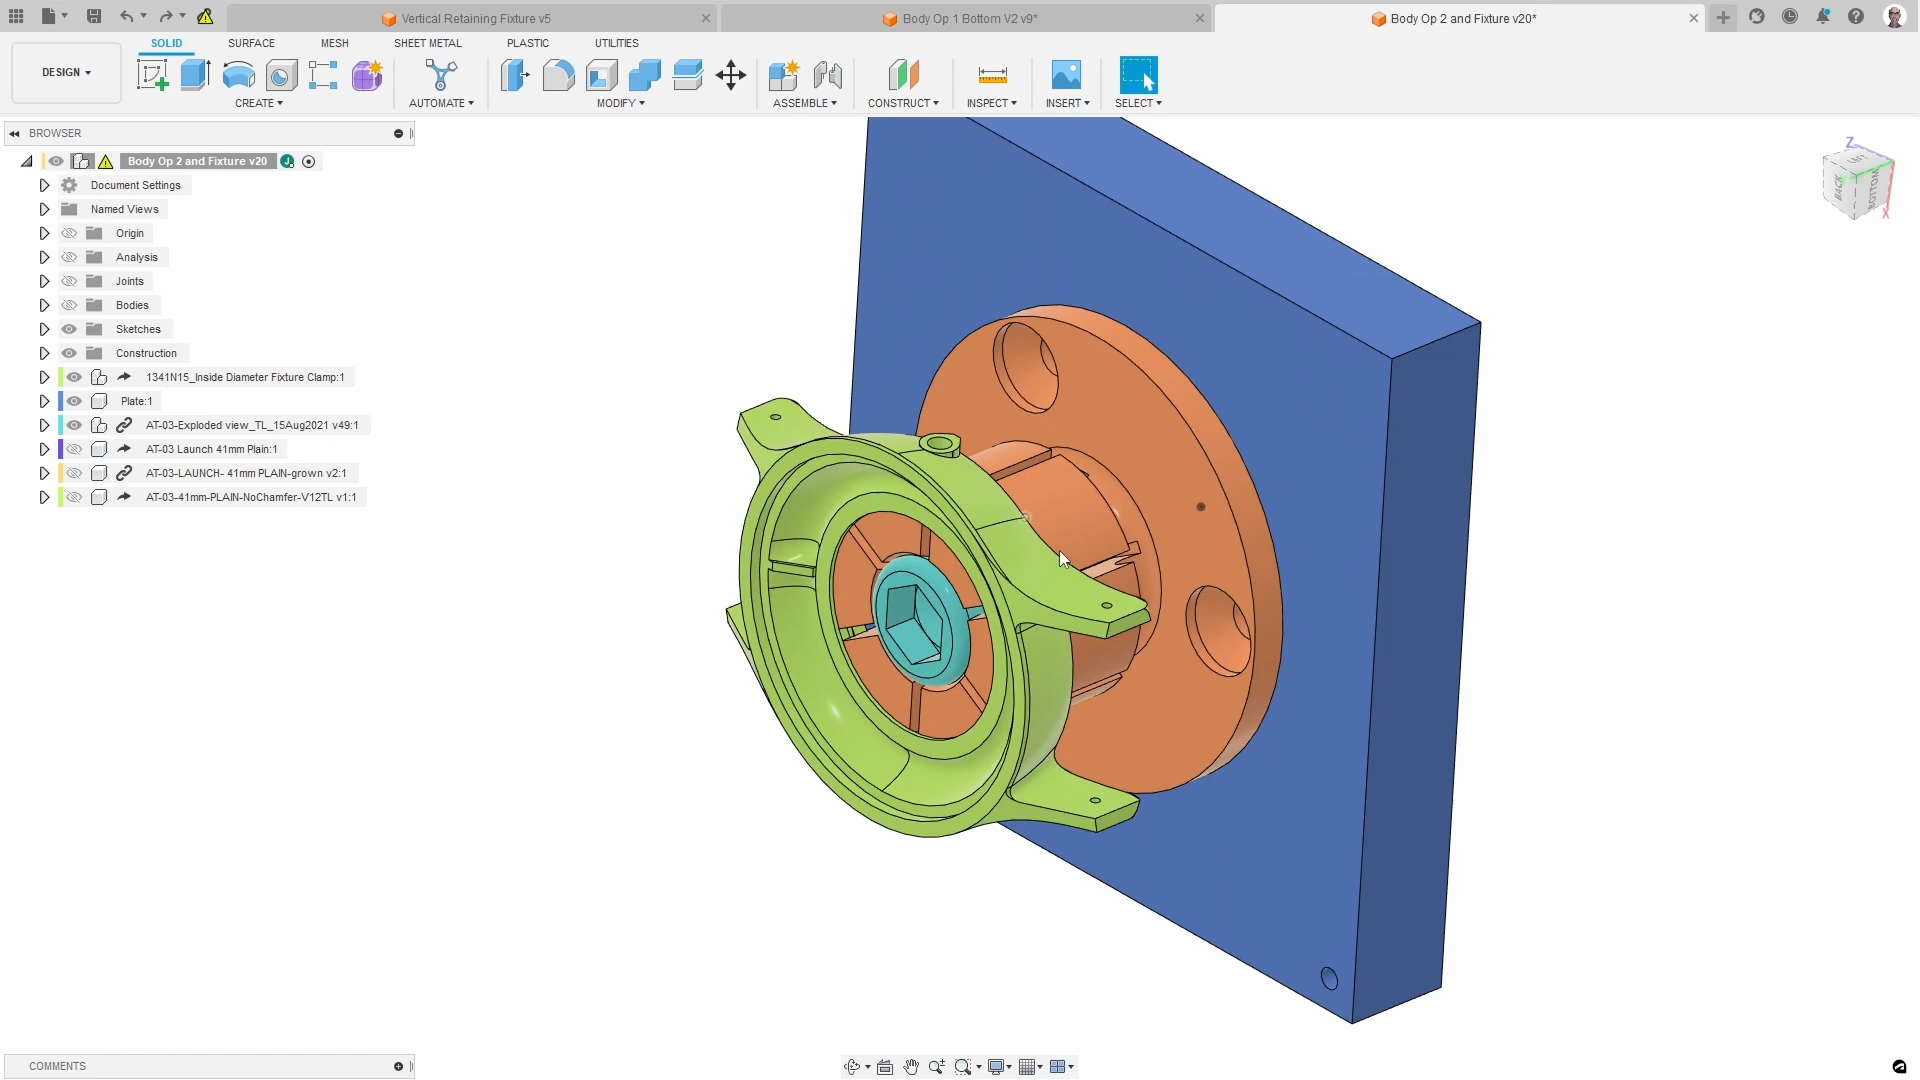 Vertical Retaining Fixture v5
Body Op 1 Bottom V2 v9*
Body Op 2 and Fixture v20*
SOLID
SURFACE
MESH
SHEET METAL
PLASTIC
UTILITIES
DESIGN
CREATE
AUTOMATE
MODIFY
ASSEMBLE
CONSTRUCT
INSPECT
INSERT
SELECT
BROWSER
Body Op 2 and Fixture v20
Document Settings
Named Views
Origin
Analysis
Joints
Bodies
Sketches
Construction
1341N15_Inside Diameter Fixture Clamp:1
Plate:1
AT-03-Exploded view_TL_15Aug2021 v49:1
AT-03 Launch 41mm Plain:1
AT-03-LAUNCH- 41mm PLAIN-grown v2:1
AT-03-41mm-PLAIN-NoChamfer-V12TL v1:1
Z
LEFT
BACK
BOTTOM
X
COMMENTS